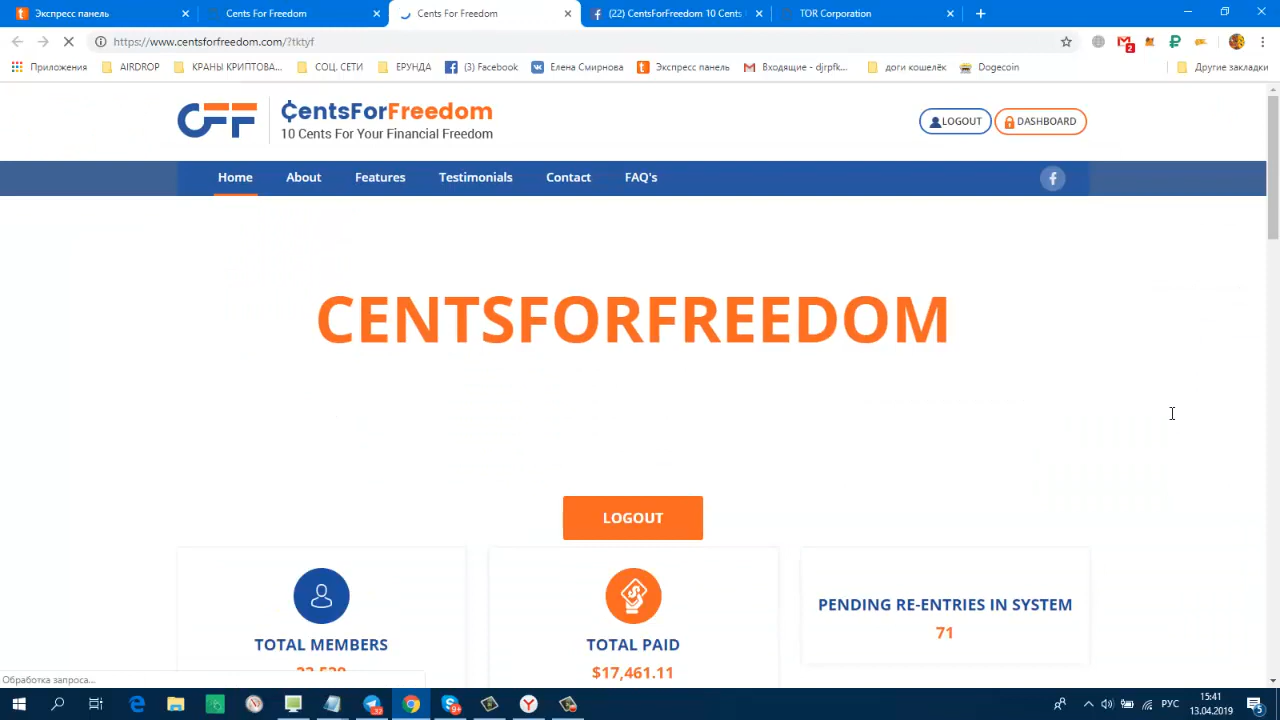 Экспресс панель
Cents For Freedom
Cents For Freedom
(22) CentsForFreedom 10 Cents
TOR Corporation
https://www.centsforfreedom.com/?tktyf
2
Приложения
AIRDROP
КРАНЫ КРИПТОВА...
СОЦ. СЕТИ
ЕРУНДА
(3) Facebook
Елена Смирнова
Экспресс панель
Входящие - djrpfk...
доги кошелёк
Dogecoin
Другие закладки
CFF
¢entsForFreedom
10 Cents For Your Financial Freedom
LOGOUT
DASHBOARD
Home
About
Features
Testimonials
Contact
FAQ's
CENTSFORFREEDOM
LOGOUT
TOTAL MEMBERS
TOTAL PAID
$17,461.11
PENDING RE-ENTRIES IN SYSTEM
71
Обработка запроса...
РУС
15:41
13.04.2019
5